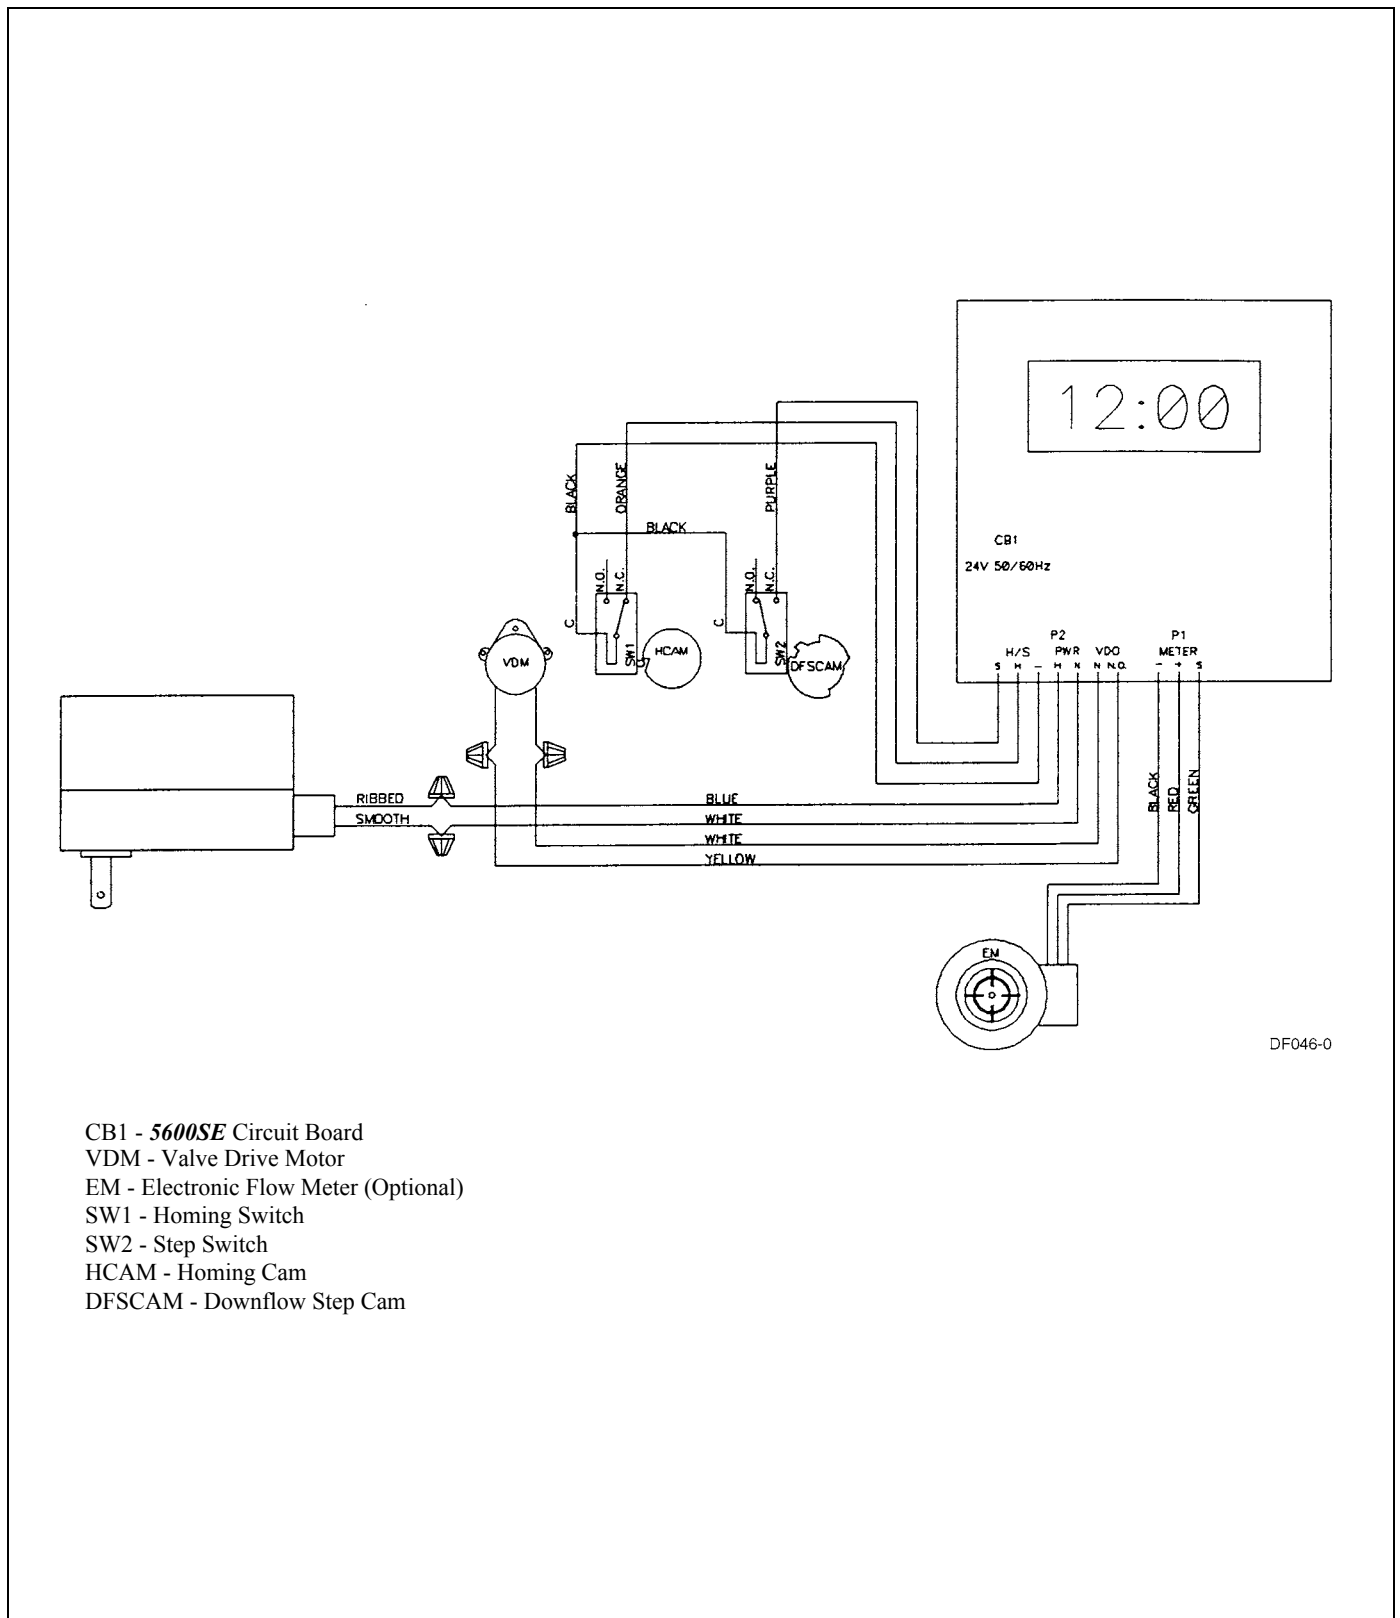 12:00
CB1
24V 50/60Hz
P2
P1
H/S
PWR
VDO
METER
S H – H N N N.O. – + S
BLACK
ORANGE
PURPLE
BLACK
N.O.
N.C.
N.O.
N.C.
C
SW1
HCAM
C
SW2
DFSCAM
VDM
RIBBED
SMOOTH
BLUE
WHITE
WHITE
YELLOW
BLACK
RED
GREEN
EM
DF046-0
CB1 - 5600SE Circuit Board
VDM - Valve Drive Motor
EM - Electronic Flow Meter (Optional)
SW1 - Homing Switch
SW2 - Step Switch
HCAM - Homing Cam
DFSCAM - Downflow Step Cam